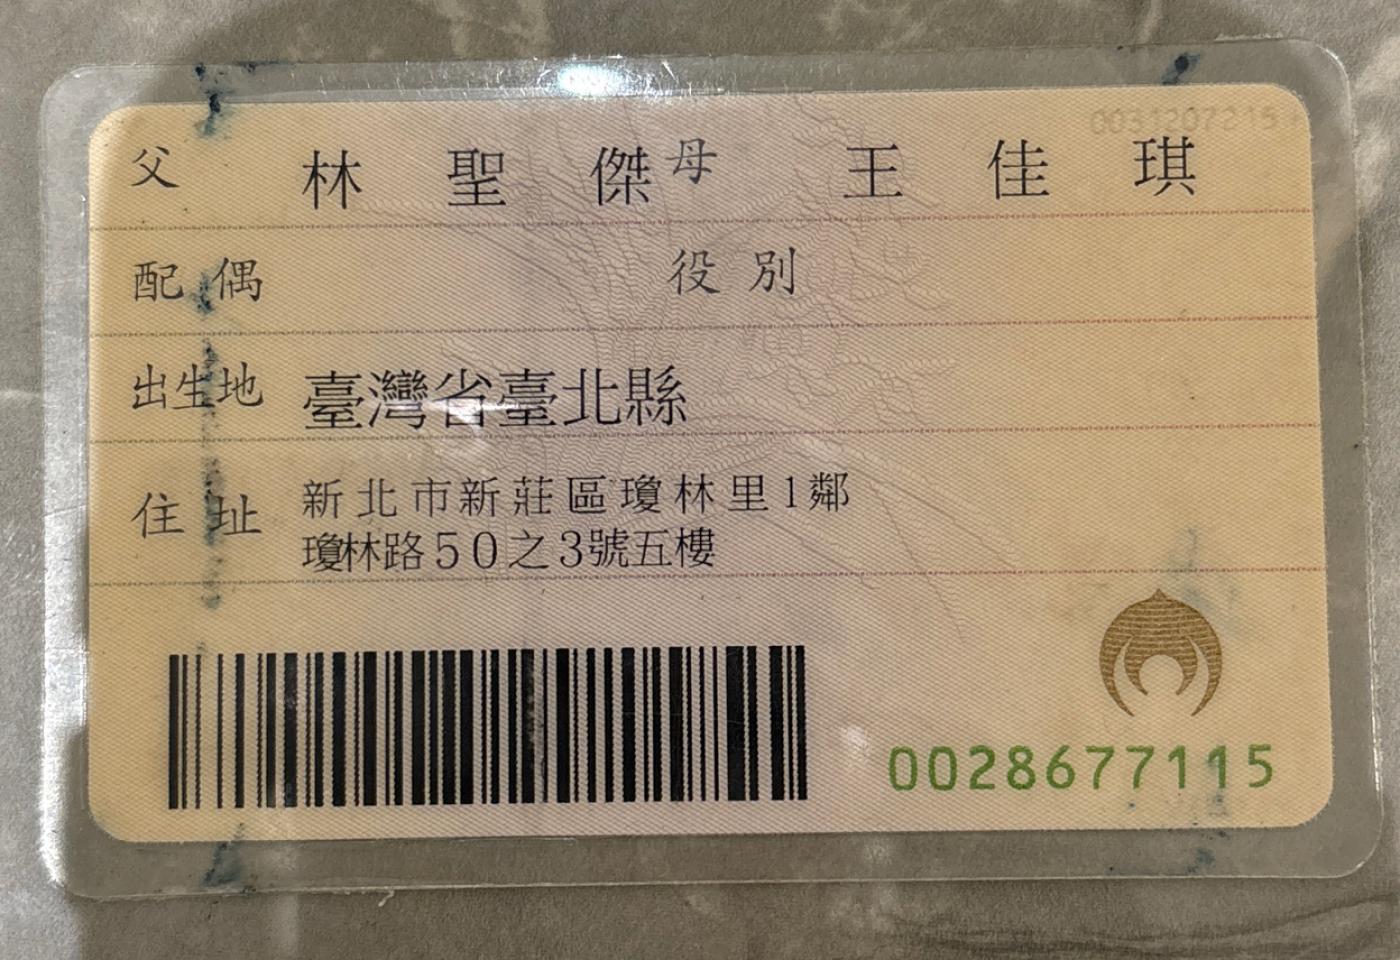 父 林聖傑 母 王佳琪
配偶 役別
出生地 臺灣省臺北縣
住址 新北市新莊區瓊林里1鄰
瓊林路50之3號五樓
0028677115